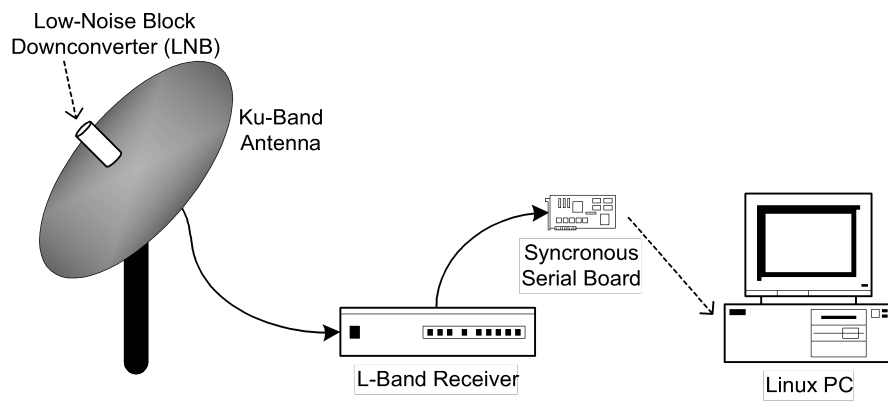 Low-Noise Block
Downconverter (LNB)
Ku-Band
Antenna
Syncronous
Serial Board
L-Band Receiver
Linux PC